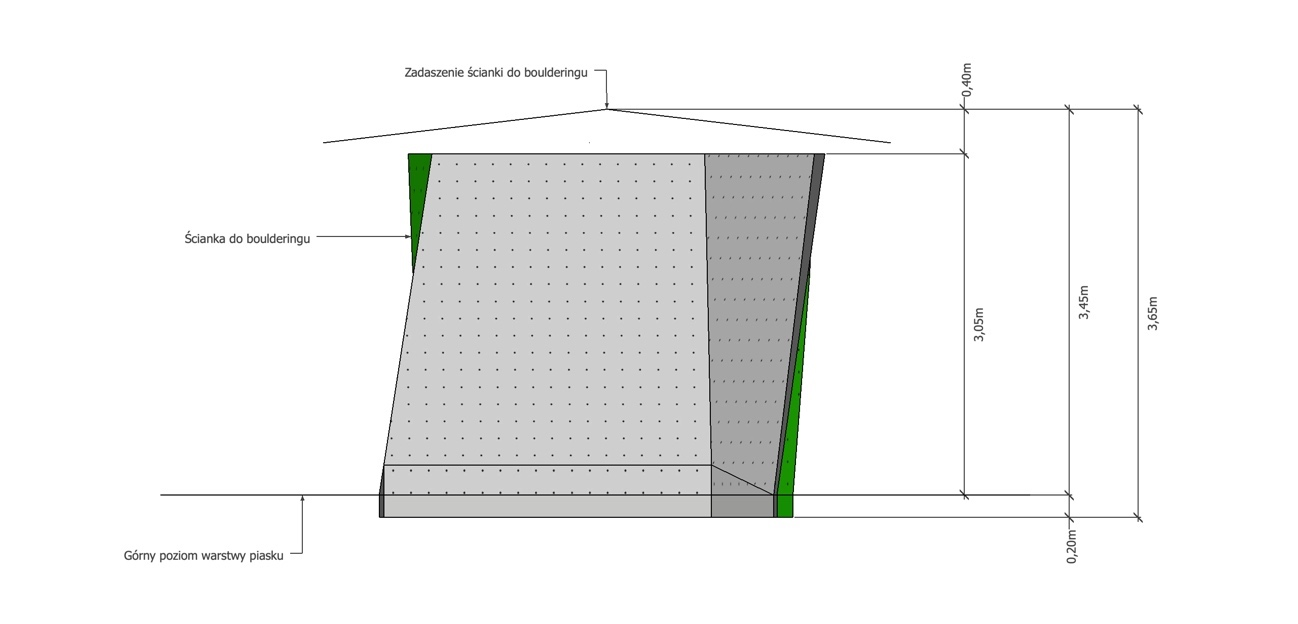 Zadaszenie ścianki do boulderingu
0,40m
Ścianka do boulderingu
3,05m
3,45m
3,65m
Górny poziom warstwy piasku
0,20m